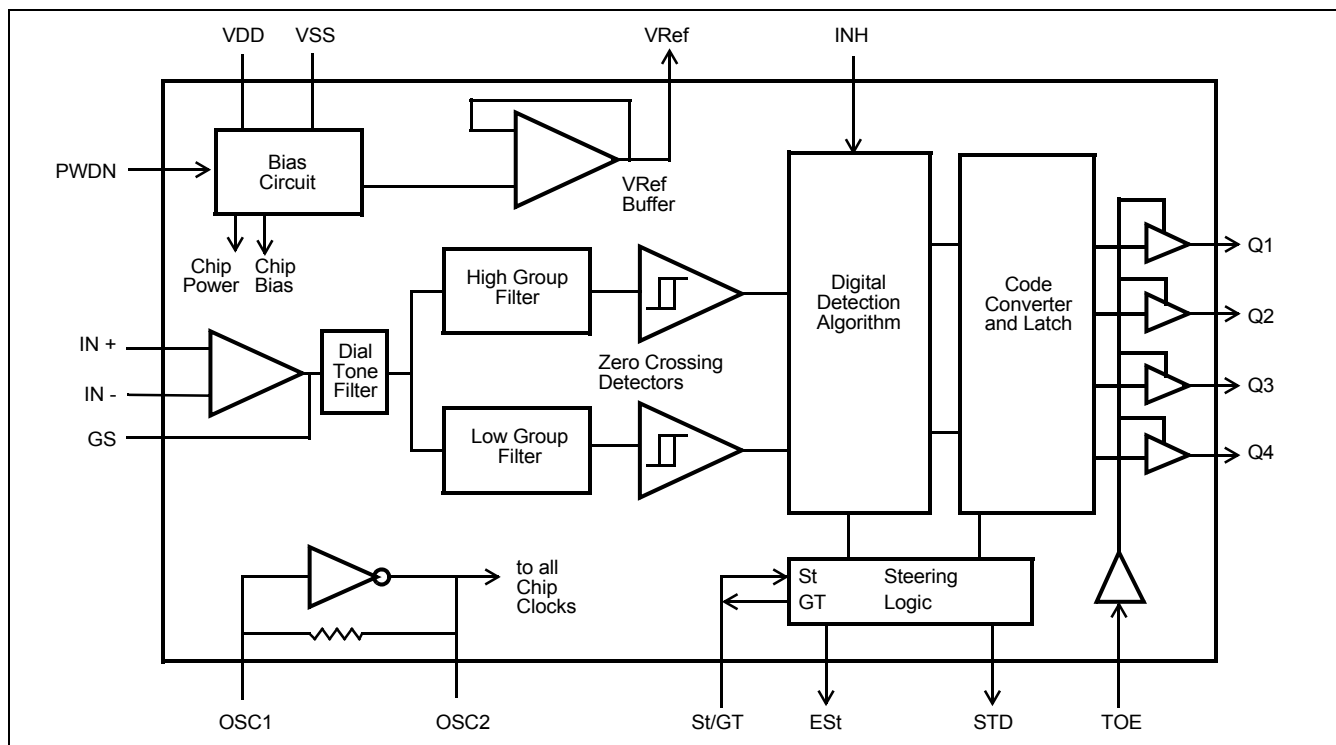 VDD
VSS
VRef
INH
PWDN
Bias
Circuit
VRef
Buffer
Chip
Power
Chip
Bias
High Group
Filter
Digital
Detection
Algorithm
Code
Converter
and Latch
Q1
Q2
Q3
Q4
IN +
IN -
GS
Dial
Tone
Filter
Zero Crossing
Detectors
Low Group
Filter
to all
Chip
Clocks
St
GT
Steering
Logic
OSC1
OSC2
St/GT
ESt
STD
TOE